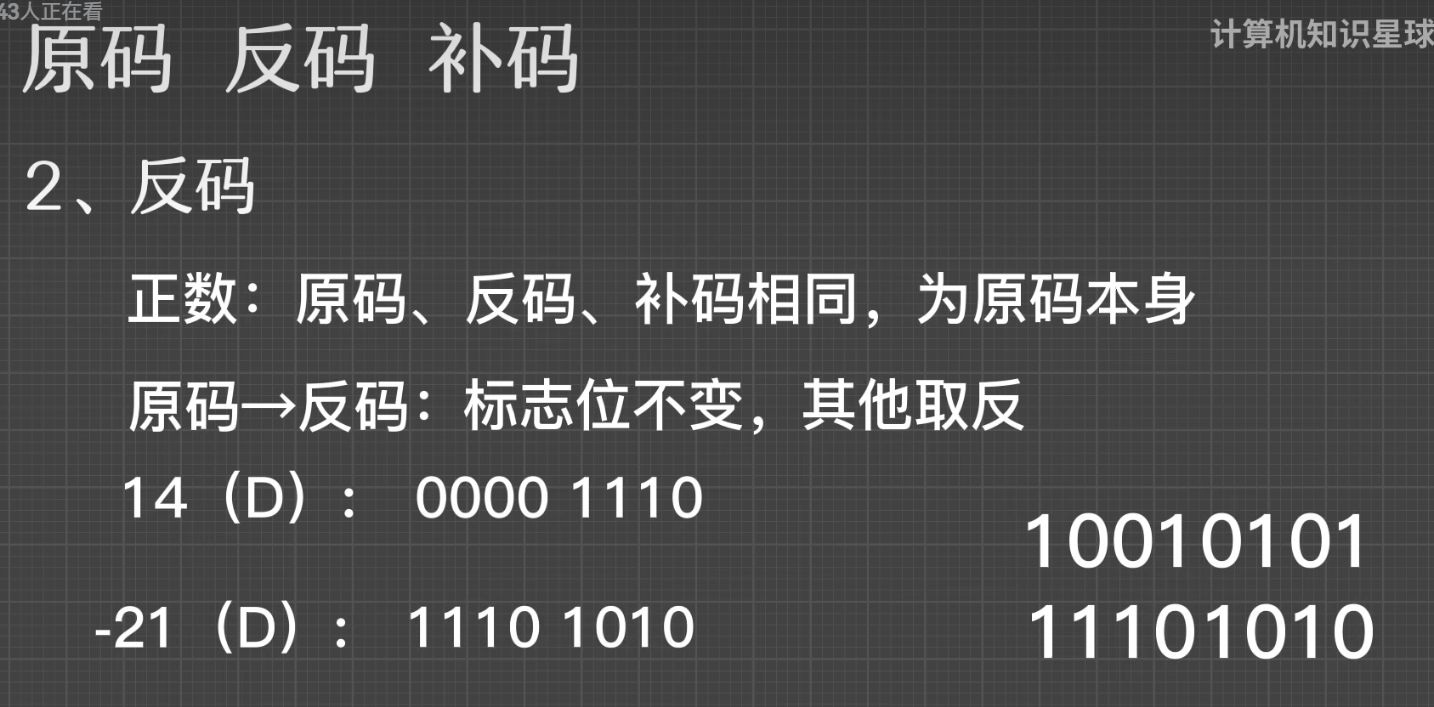 43人正在看
计算机知识星球
原码 反码 补码
2、反码
正数：原码、反码、补码相同，为原码本身
原码→反码：标志位不变，其他取反
14（D）： 0000 1110
10010101
-21（D）： 1110 1010
11101010